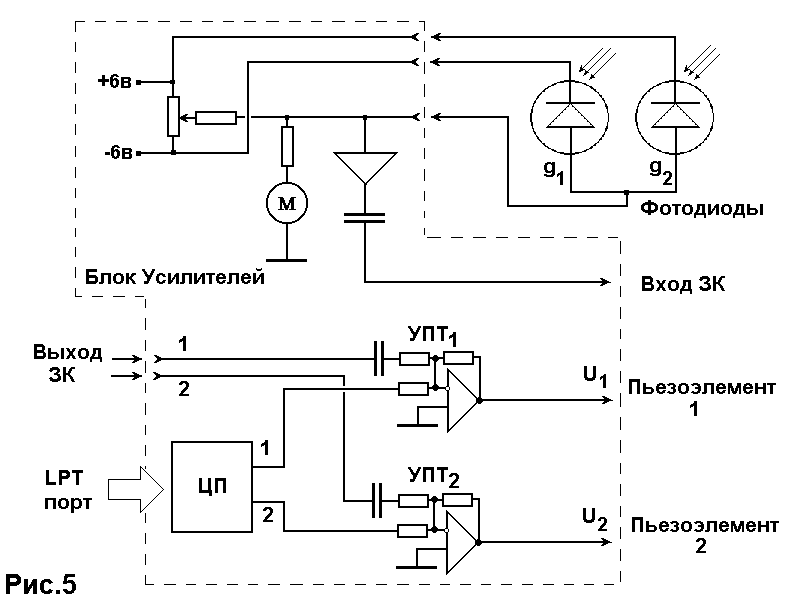 +6в
-6в
М
g1
g2
Фотодиоды
Блок Усилителей
Вход ЗК
Выход
ЗК
1
2
УПТ1
U1
Пьезоэлемент
1
LPT
порт
ЦП
1
2
УПТ2
U2
Пьезоэлемент
2
Рис.5